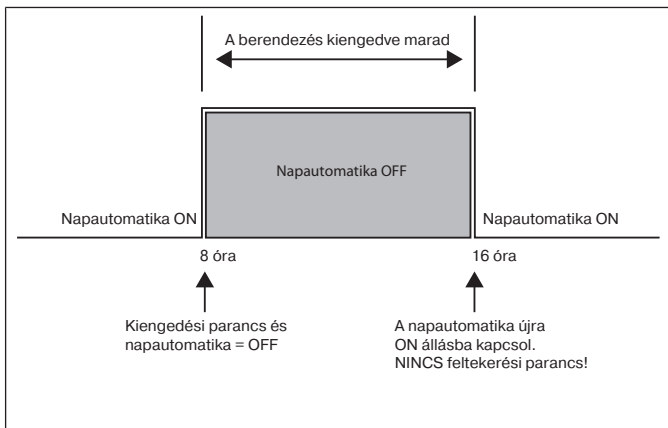 A berendezés kiengedve marad
Napautomatika OFF
Napautomatika ON
Napautomatika ON
8 óra
16 óra
Kiengedési parancs és
napautomatika = OFF
A napautomatika újra
ON állásba kapcsol.
NINCS feltekerési parancs!